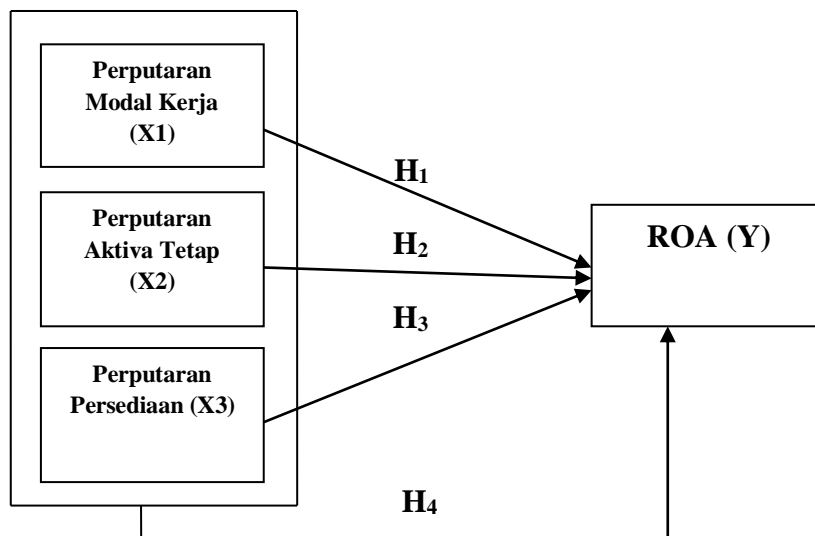 Perputaran
Modal Kerja
(X1)
H1
Perputaran
Aktiva Tetap
(X2)
H2
ROA (Y)
H3
Perputaran
Persediaan (X3)
H4